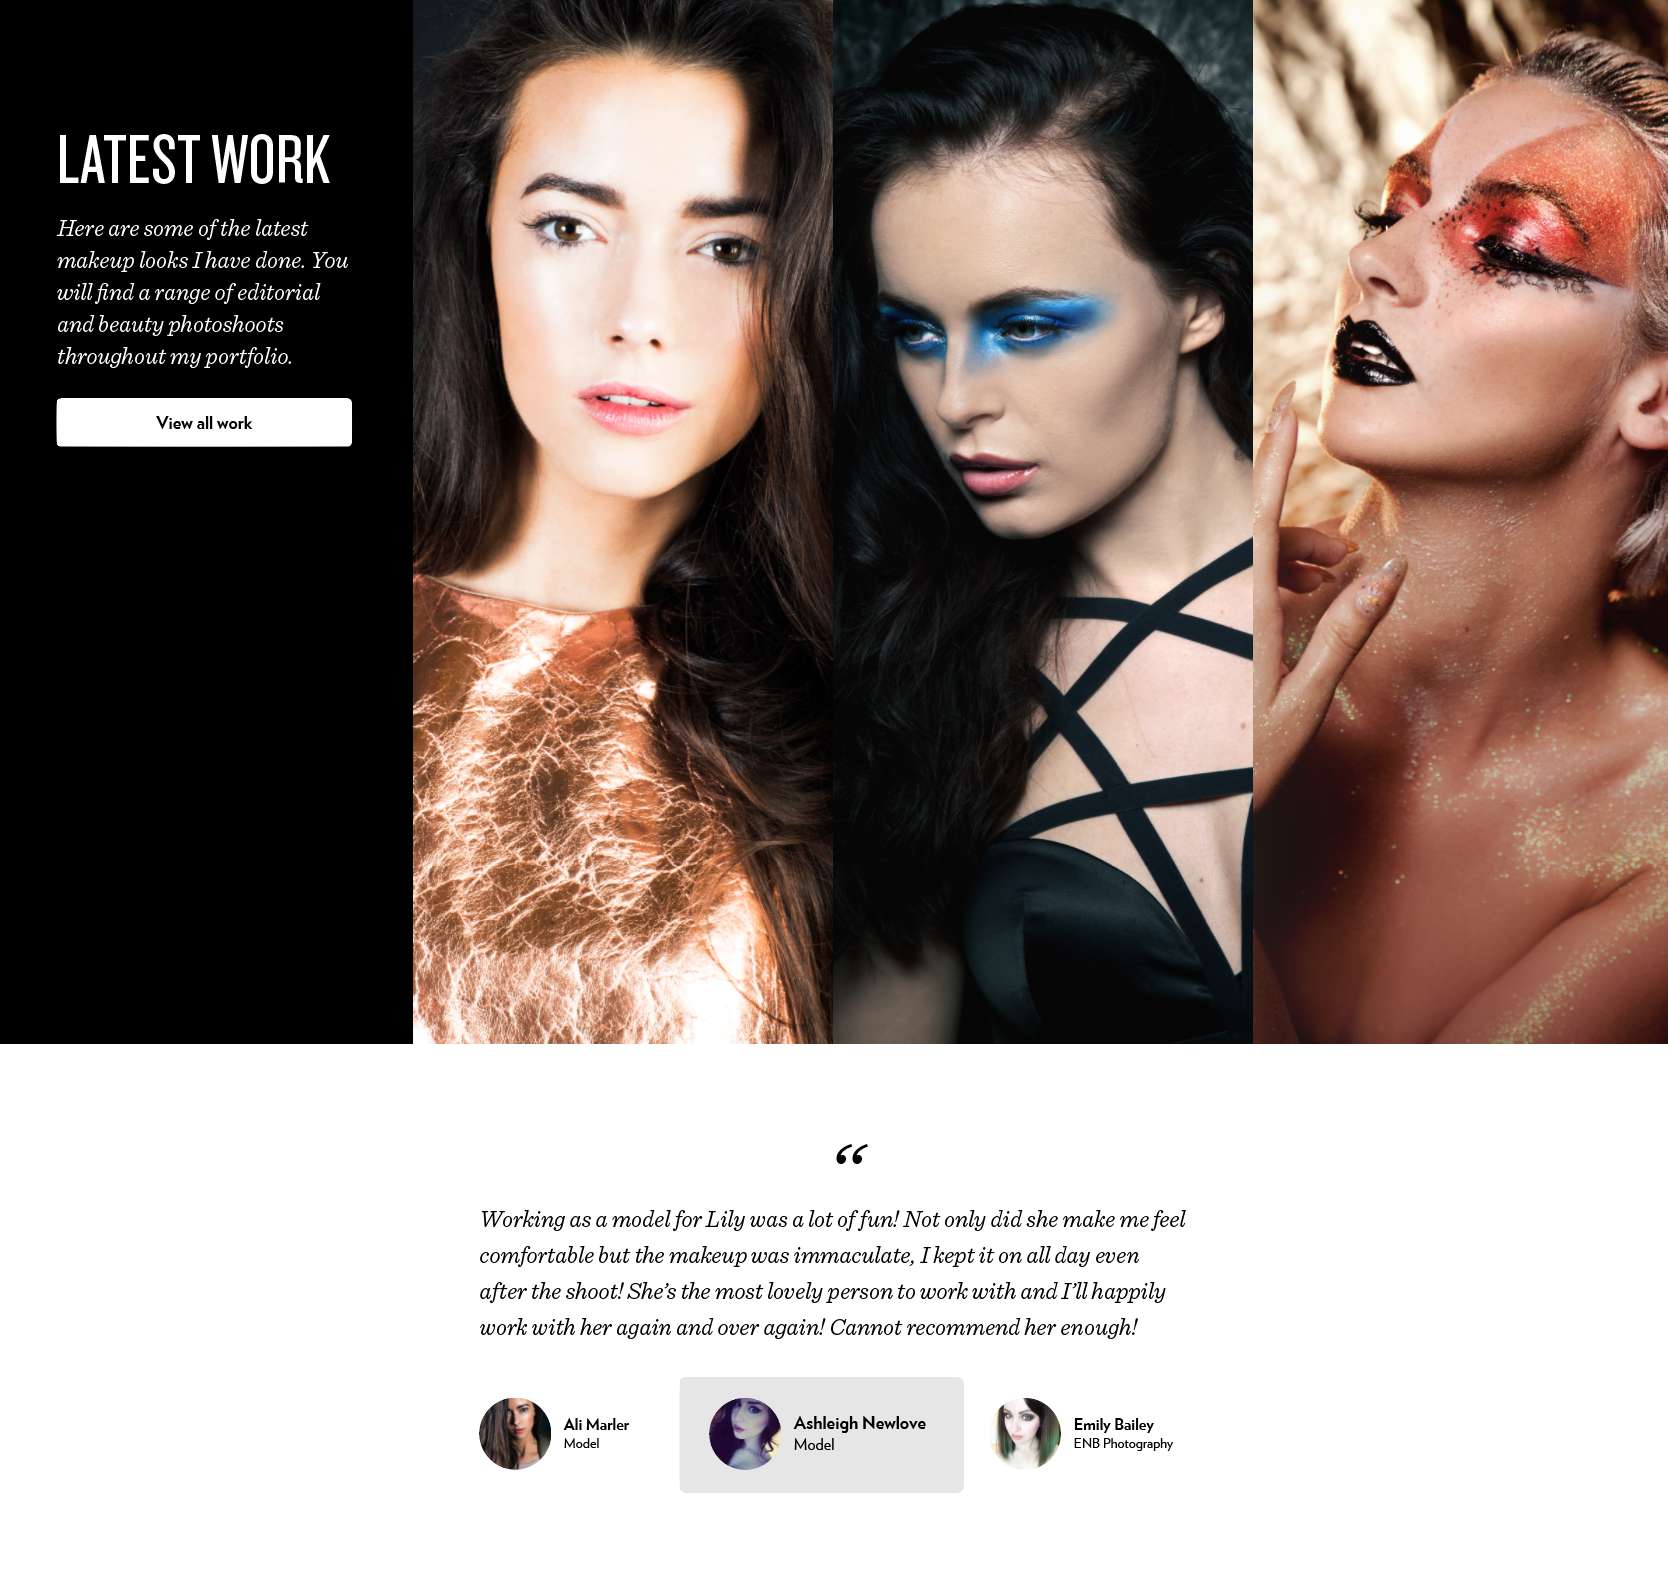 LATEST WORK
Here are some of the latest
makeup looks I have done. You
will find a range of editorial
and beauty photoshoots
throughout my portfolio.
View all work
“
Working as a model for Lily was a lot of fun! Not only did she make me feel
comfortable but the makeup was immaculate, I kept it on all day even
after the shoot! She’s the most lovely person to work with and I’ll happily
work with her again and over again! Cannot recommend her enough!
Ali Marler
Model
Ashleigh Newlove
Model
Emily Bailey
ENB Photography